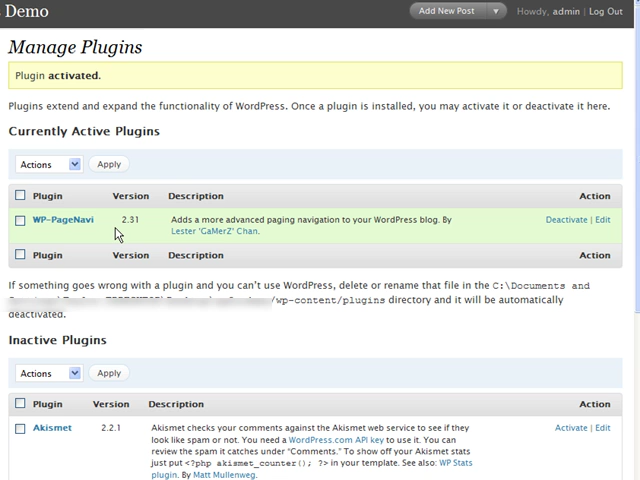 Demo
Add New Post
Howdy, admin | Log Out
Manage Plugins
Plugin activated.
Plugins extend and expand the functionality of WordPress. Once a plugin is installed, you may activate it or deactivate it here.
Currently Active Plugins
Actions Apply
Plugin Version Description Action
WP-PageNavi 2.31 Adds a more advanced paging navigation to your WordPress blog. By Deactivate | Edit
Lester 'GaMerZ' Chan.
Plugin Version Description Action
If something goes wrong with a plugin and you can't use WordPress, delete or rename that file in the C:\Documents and
/wp-content/plugins directory and it will be automatically
deactivated.
Inactive Plugins
Actions Apply
Plugin Version Description Action
Akismet 2.2.1 Akismet checks your comments against the Akismet web service to see if they Activate | Edit
look like spam or not. You need a WordPress.com API key to use it. You can
review the spam it catches under "Comments." To show off your Akismet stats
just put <?php akismet_counter(); ?> in your template. See also: WP Stats
plugin. By Matt Mullenweg.